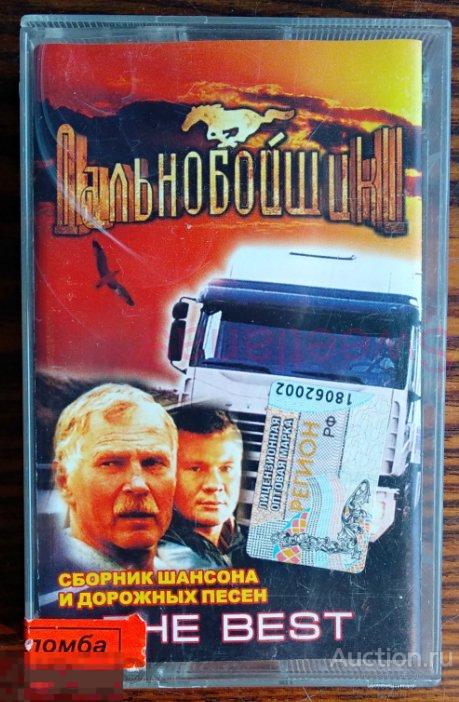 Дальнобойщики
18062002
ЛИЦЕНЗИОННАЯ
ОПТОВАЯ МАРКА
РЕГИОН
РФ
СБОРНИК ШАНСОНА
И ДОРОЖНЫХ ПЕСЕН
THE BEST
ломба
Auction.ru